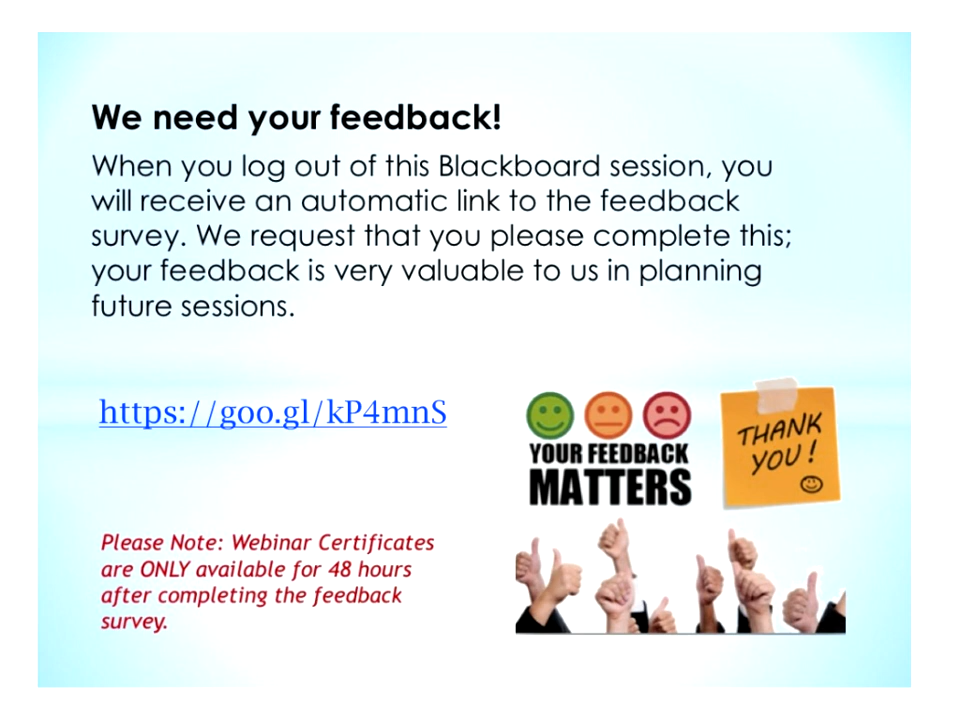 We need your feedback!
When you log out of this Blackboard session, you
will receive an automatic link to the feedback
survey. We request that you please complete this;
your feedback is very valuable to us in planning
future sessions.
https://goo.gl/kP4mnS
YOUR FEEDBACK
MATTERS
THANK
YOU!
Please Note: Webinar Certificates
are ONLY available for 48 hours
after completing the feedback
survey.